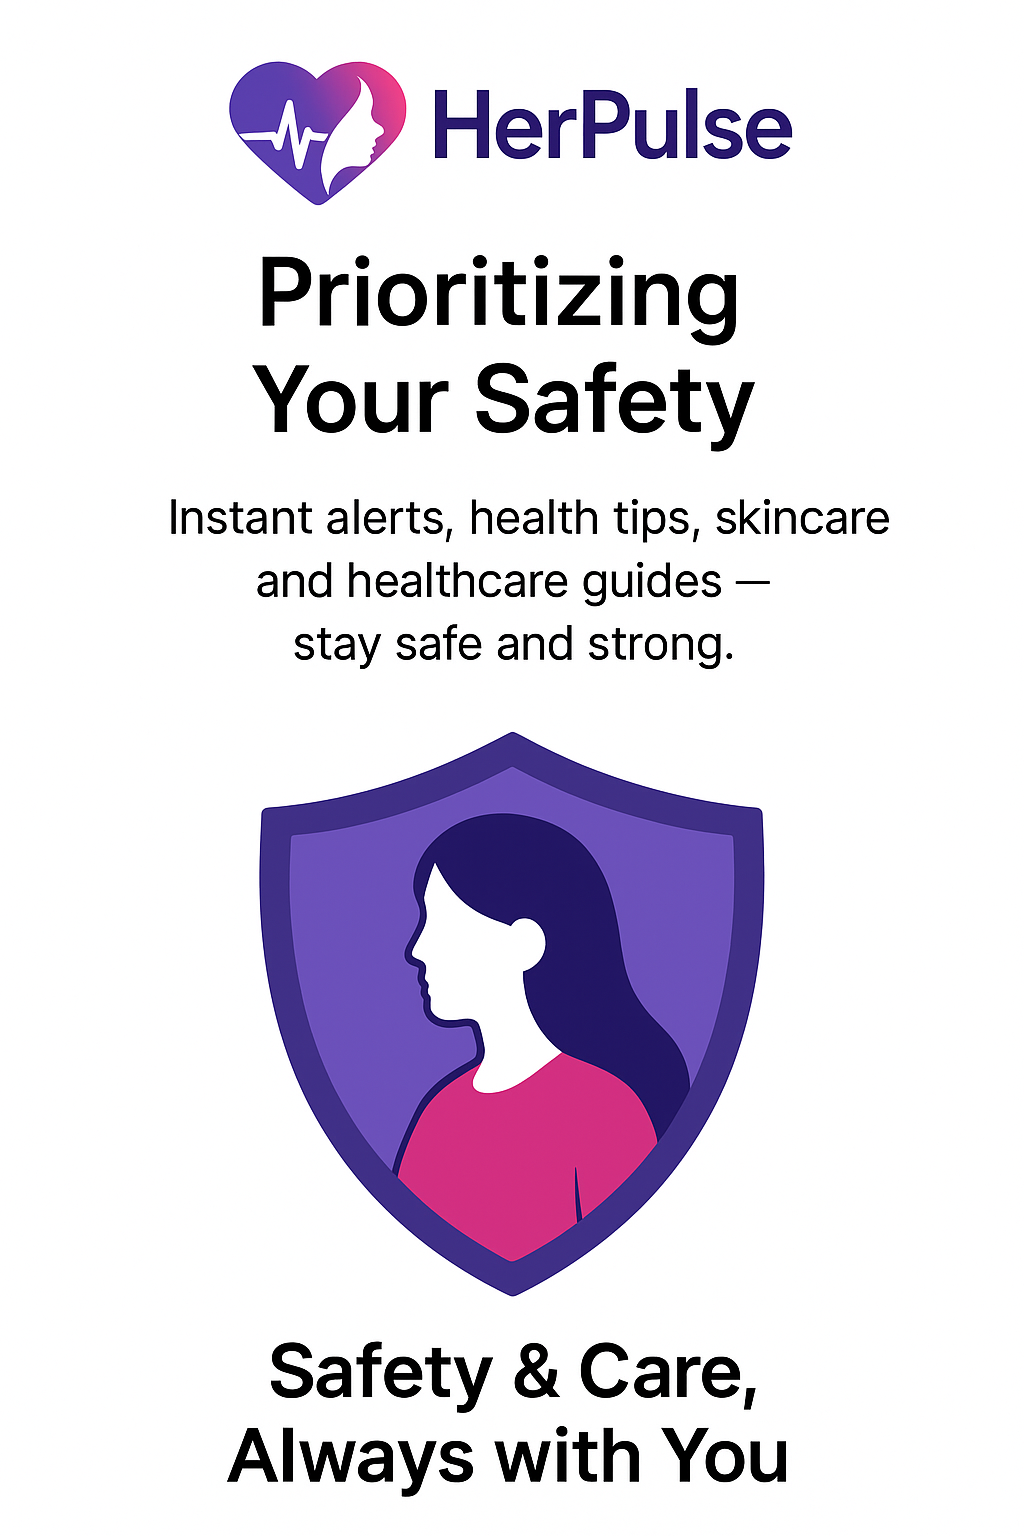 HerPulse
Prioritizing
Your Safety
Instant alerts, health tips, skincare
and healthcare guides —
stay safe and strong.
Safety & Care,
Always with You